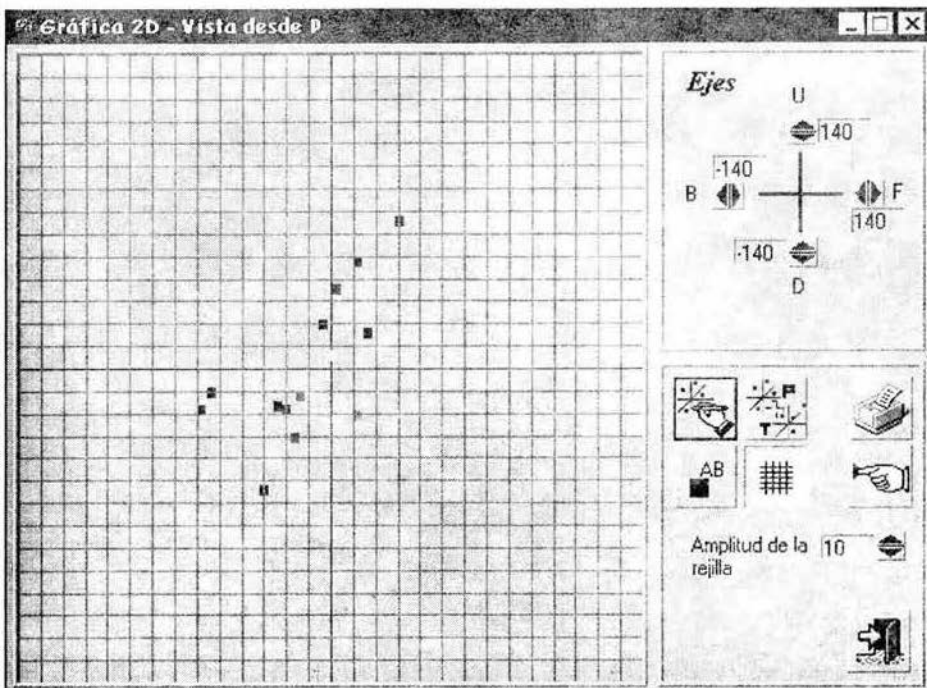 Gráfica 2D - Vista desde P
Ejes
U
140
-140
B
F
140
-140
D
P
T
AB
Amplitud de la
rejilla
10